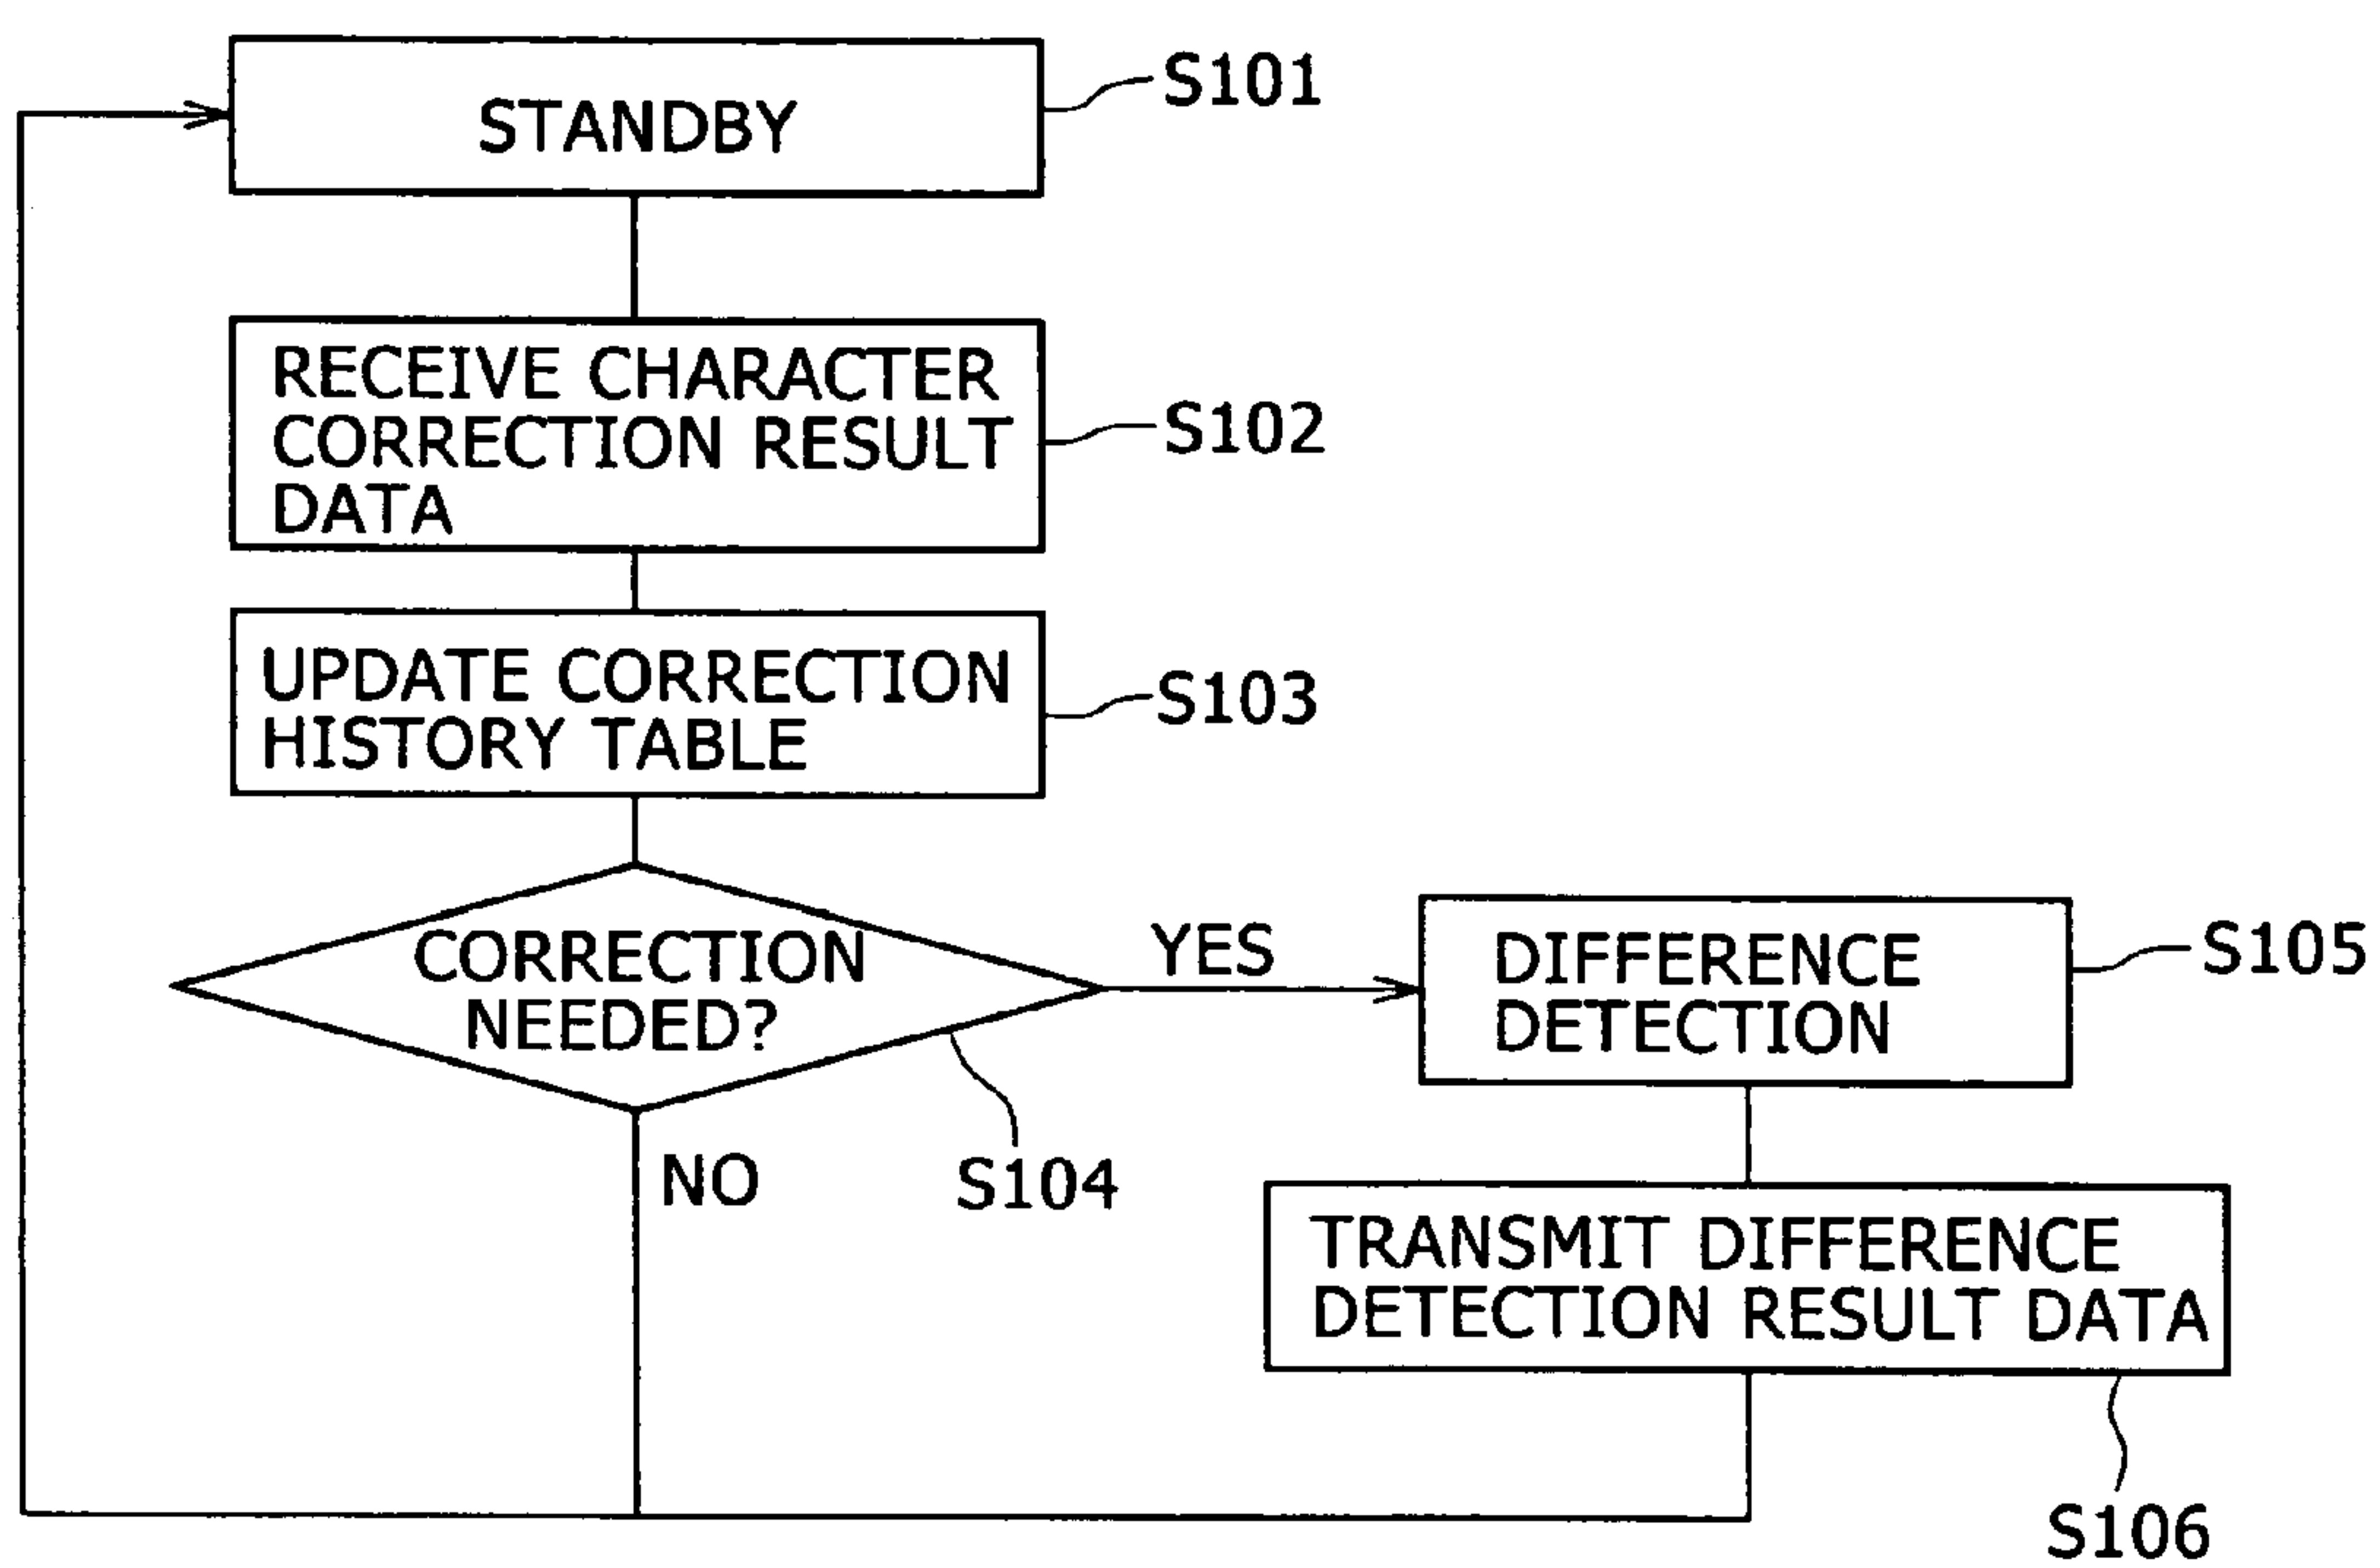 STANDBY
S101
RECEIVE CHARACTER
CORRECTION RESULT
DATA
S102
UPDATE CORRECTION
HISTORY TABLE
S103
CORRECTION
NEEDED?
YES
NO
S104
DIFFERENCE
DETECTION
S105
TRANSMIT DIFFERENCE
DETECTION RESULT DATA
S106